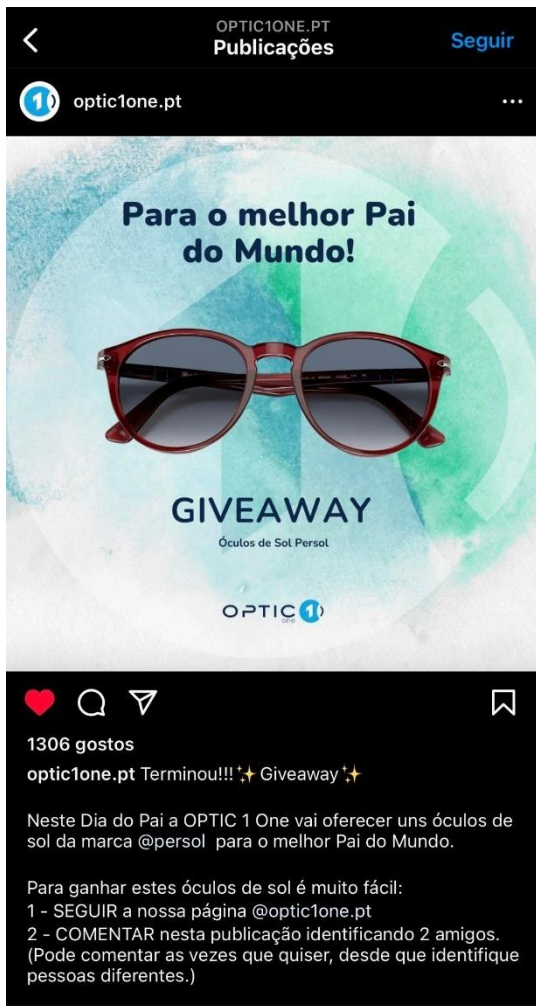 OPTIC1ONE.PT
Publicações
Seguir
optic1one.pt
Para o melhor Pai
do Mundo!
GIVEAWAY
Óculos de Sol Persol
OPTIC 1
one
1306 gostos
optic1one.pt Terminou!!!✨Giveaway✨
Neste Dia do Pai a OPTIC 1 One vai oferecer uns óculos de
sol da marca @persol para o melhor Pai do Mundo.
Para ganhar estes óculos de sol é muito fácil:
1 - SEGUIR a nossa página @optic1one.pt
2 - COMENTAR nesta publicação identificando 2 amigos.
(Pode comentar as vezes que quiser, desde que identifique
pessoas diferentes.)